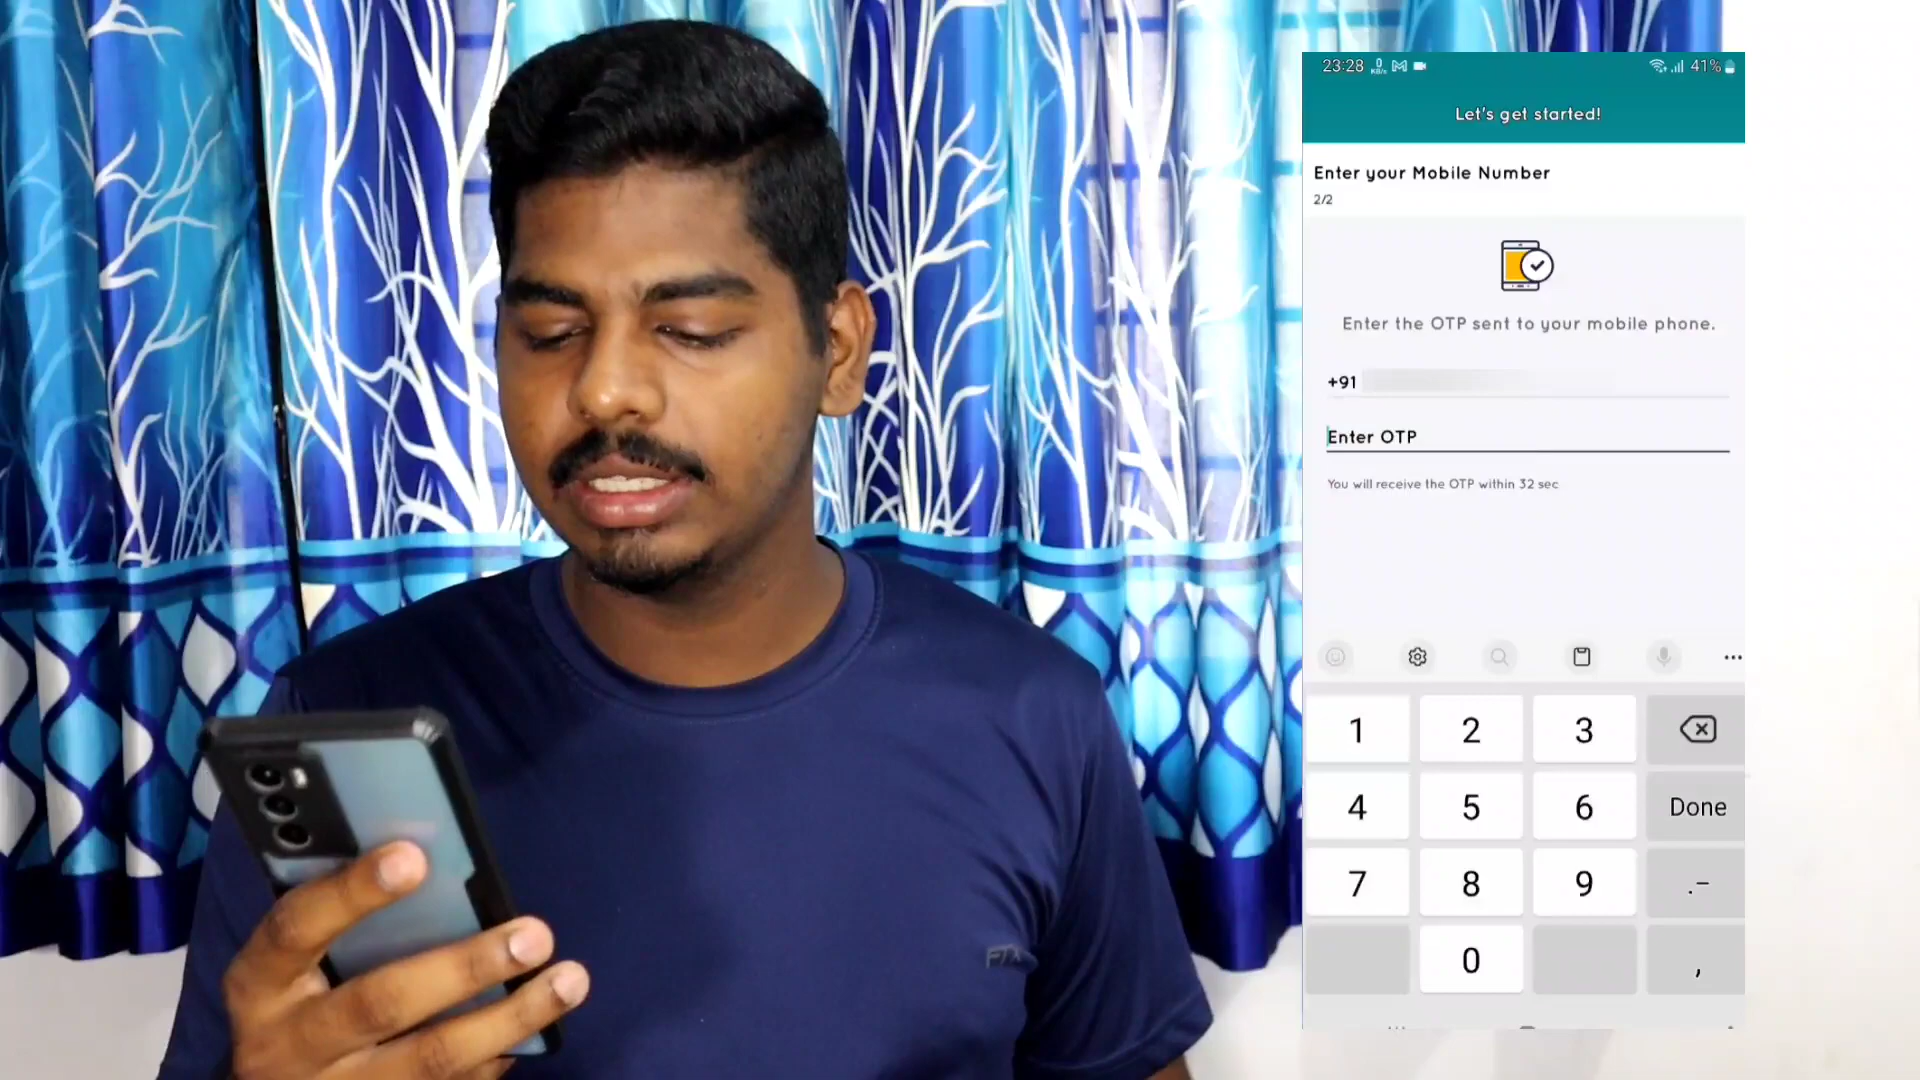 23:28 0 KB/s 41%
Let's get started!
Enter your Mobile Number
2/2
Enter the OTP sent to your mobile phone.
+91
Enter OTP
You will receive the OTP within 32 sec
1 2 3
4 5 6 Done
7 8 9 .-
0 ,